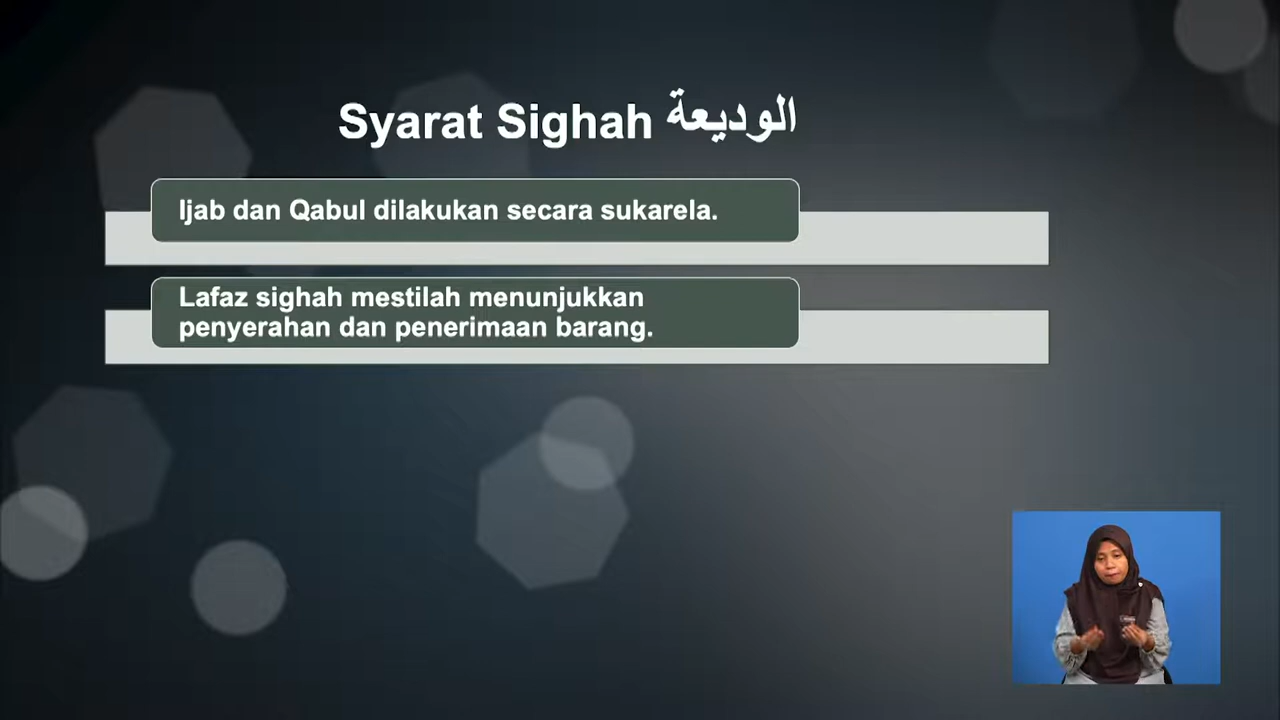 Syarat Sighah الوديعة
Ijab dan Qabul dilakukan secara sukarela.
Lafaz sighah mestilah menunjukkan
penyerahan dan penerimaan barang.